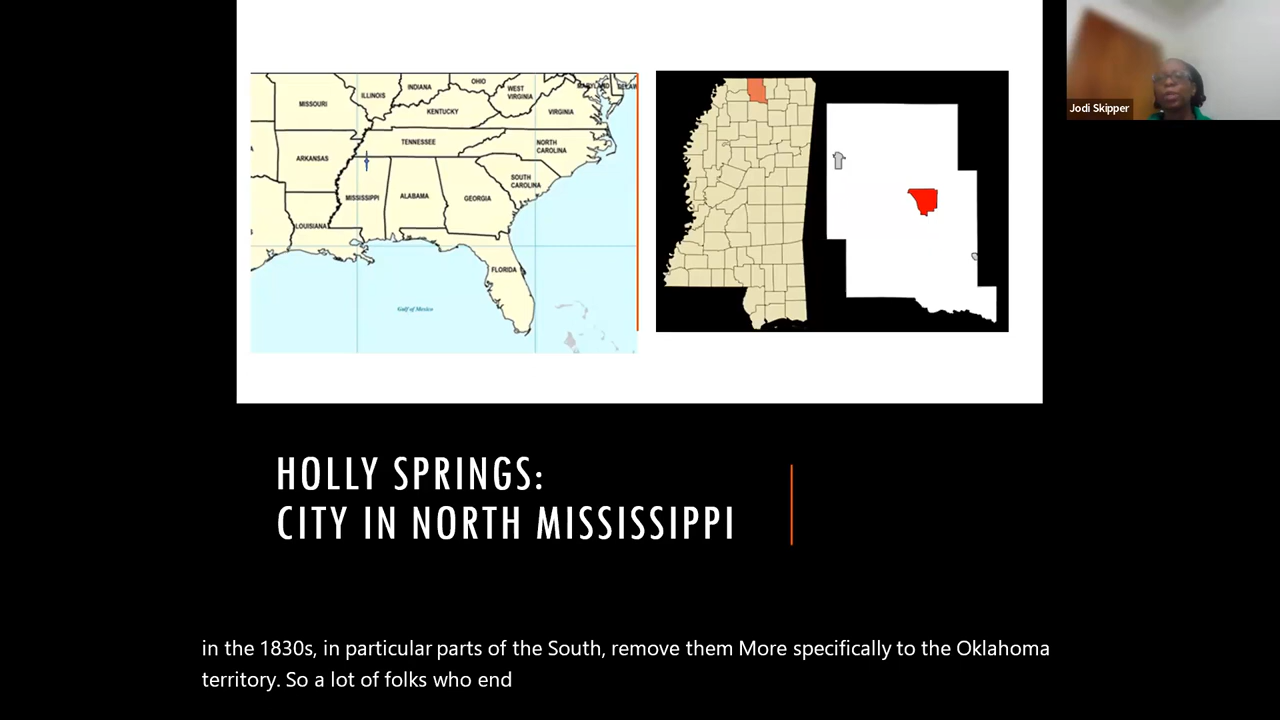 MISSOURI
ILLINOIS
INDIANA
OHIO
WEST
VIRGINIA
MARYLAND
DELAW
KENTUCKY
VIRGINIA
TENNESSEE
NORTH
CAROLINA
A
ARKANSAS
SOUTH
CAROLINA
MISSISSIPPI
ALABAMA
GEORGIA
LOUISIANA
S
FLORIDA
Gulf of Mexico
Jodi Skipper
HOLLY SPRINGS:
CITY IN NORTH MISSISSIPPI
in the 1830s, in particular parts of the South, remove them More specifically to the Oklahoma
territory. So a lot of folks who end